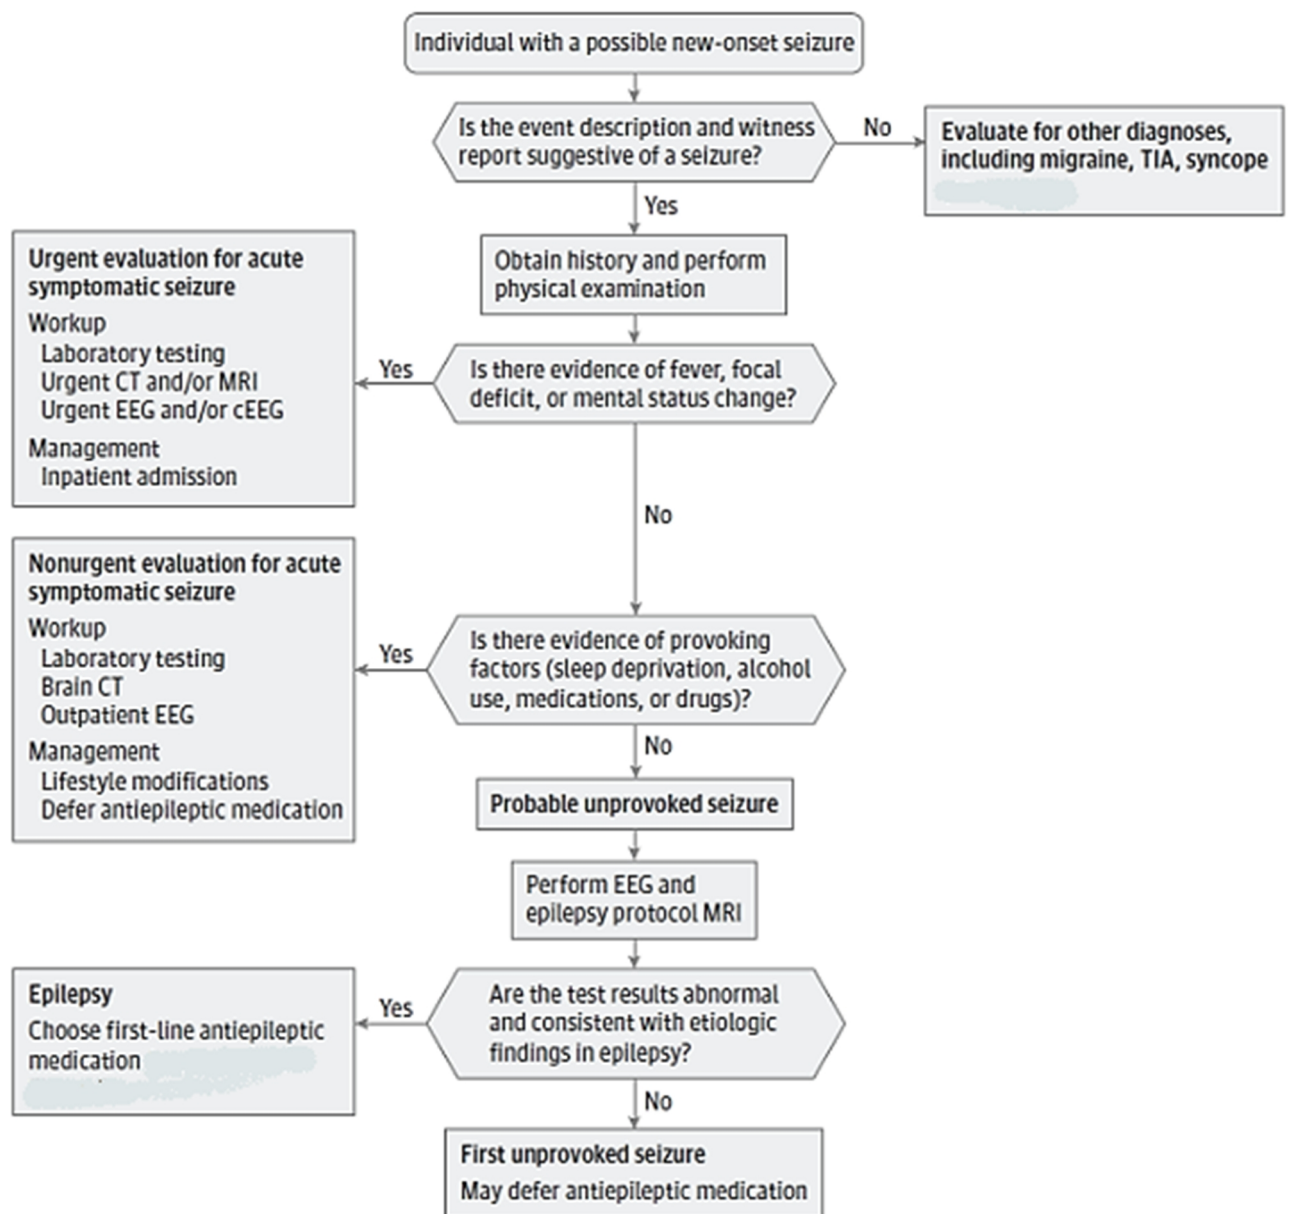 Individual with a possible new-onset seizure
Is the event description and witness
report suggestive of a seizure?
No
Evaluate for other diagnoses,
including migraine, TIA, syncope
Yes
Obtain history and perform
physical examination
Urgent evaluation for acute
symptomatic seizure
Workup
Laboratory testing
Urgent CT and/or MRI
Urgent EEG and/or cEEG
Management
Inpatient admission
Yes
Is there evidence of fever, focal
deficit, or mental status change?
No
Nonurgent evaluation for acute
symptomatic seizure
Workup
Laboratory testing
Brain CT
Outpatient EEG
Management
Lifestyle modifications
Defer antiepileptic medication
Yes
Is there evidence of provoking
factors (sleep deprivation, alcohol
use, medications, or drugs)?
No
Probable unprovoked seizure
Perform EEG and
epilepsy protocol MRI
Epilepsy
Choose first-line antiepileptic
medication
Yes
Are the test results abnormal
and consistent with etiologic
findings in epilepsy?
No
First unprovoked seizure
May defer antiepileptic medication